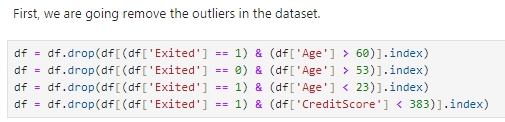 First, we are going remove the outliers in the dataset.
df = df.drop(df[(df['Exited'] == 1) & (df['Age'] > 60)].index)
df = df.drop(df[(df['Exited'] == 0) & (df['Age'] > 53)].index)
df = df.drop(df[(df['Exited'] == 1) & (df['Age'] < 23)].index)
df = df.drop(df[(df['Exited'] == 1) & (df['CreditScore'] < 383)].index)